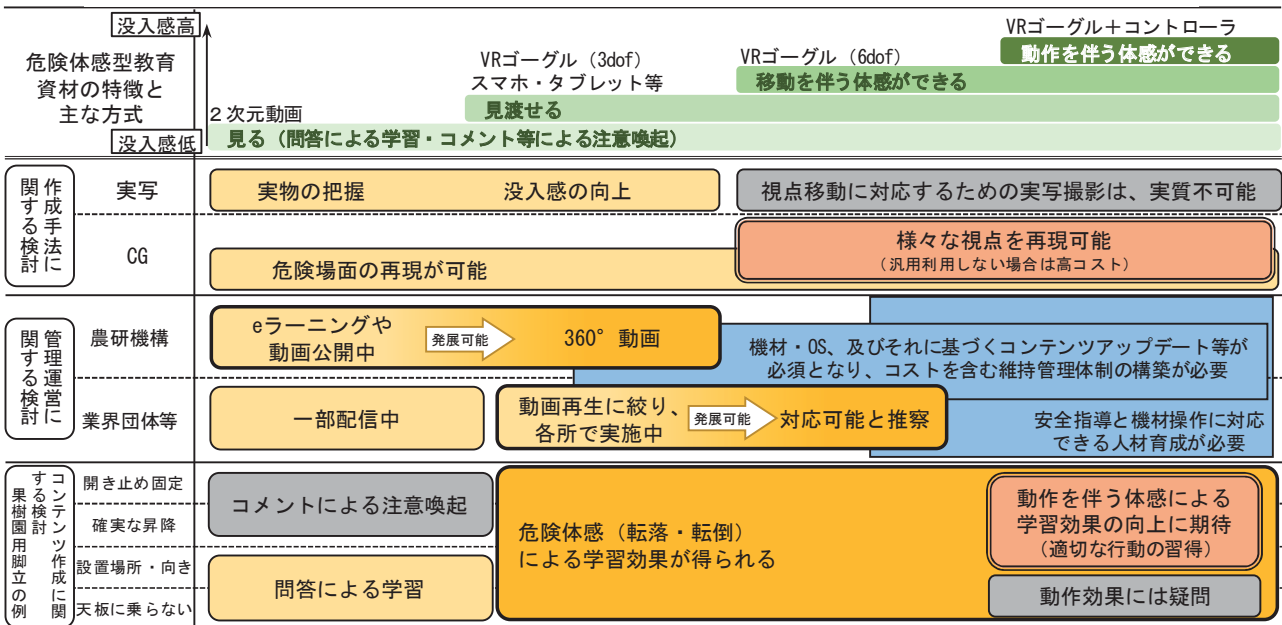 没入感高
危険体感型教育
資材の特徴と
主な方式
没入感低
2次元動画
VRゴーグル（3dof）
スマホ・タブレット等
VRゴーグル（6dof）
VRゴーグル＋コントローラ
動作を伴う体感ができる
移動を伴う体感ができる
見渡せる
見る（問答による学習・コメント等による注意喚起）
作成手法に
関する検討
実写
実物の把握
没入感の向上
視点移動に対応するための実写撮影は、実質不可能
CG
危険場面の再現が可能
様々な視点を再現可能
（汎用利用しない場合は高コスト）
管理運営に
関する検討
農研機構
eラーニングや
動画公開中
発展可能
360°動画
機材・OS、及びそれに基づくコンテンツアップデート等が
必須となり、コストを含む維持管理体制の構築が必要
業界団体等
一部配信中
動画再生に絞り、
各所で実施中
発展可能
対応可能と推察
安全指導と機材操作に対応
できる人材育成が必要
コンテンツ作成に関
する検討
果樹園用脚立の例
開き止め固定
確実な昇降
設置場所・向き
天板に乗らない
コメントによる注意喚起
問答による学習
危険体感（転落・転倒）
による学習効果が得られる
動作を伴う体感による
学習効果の向上に期待
（適切な行動の習得）
動作効果には疑問